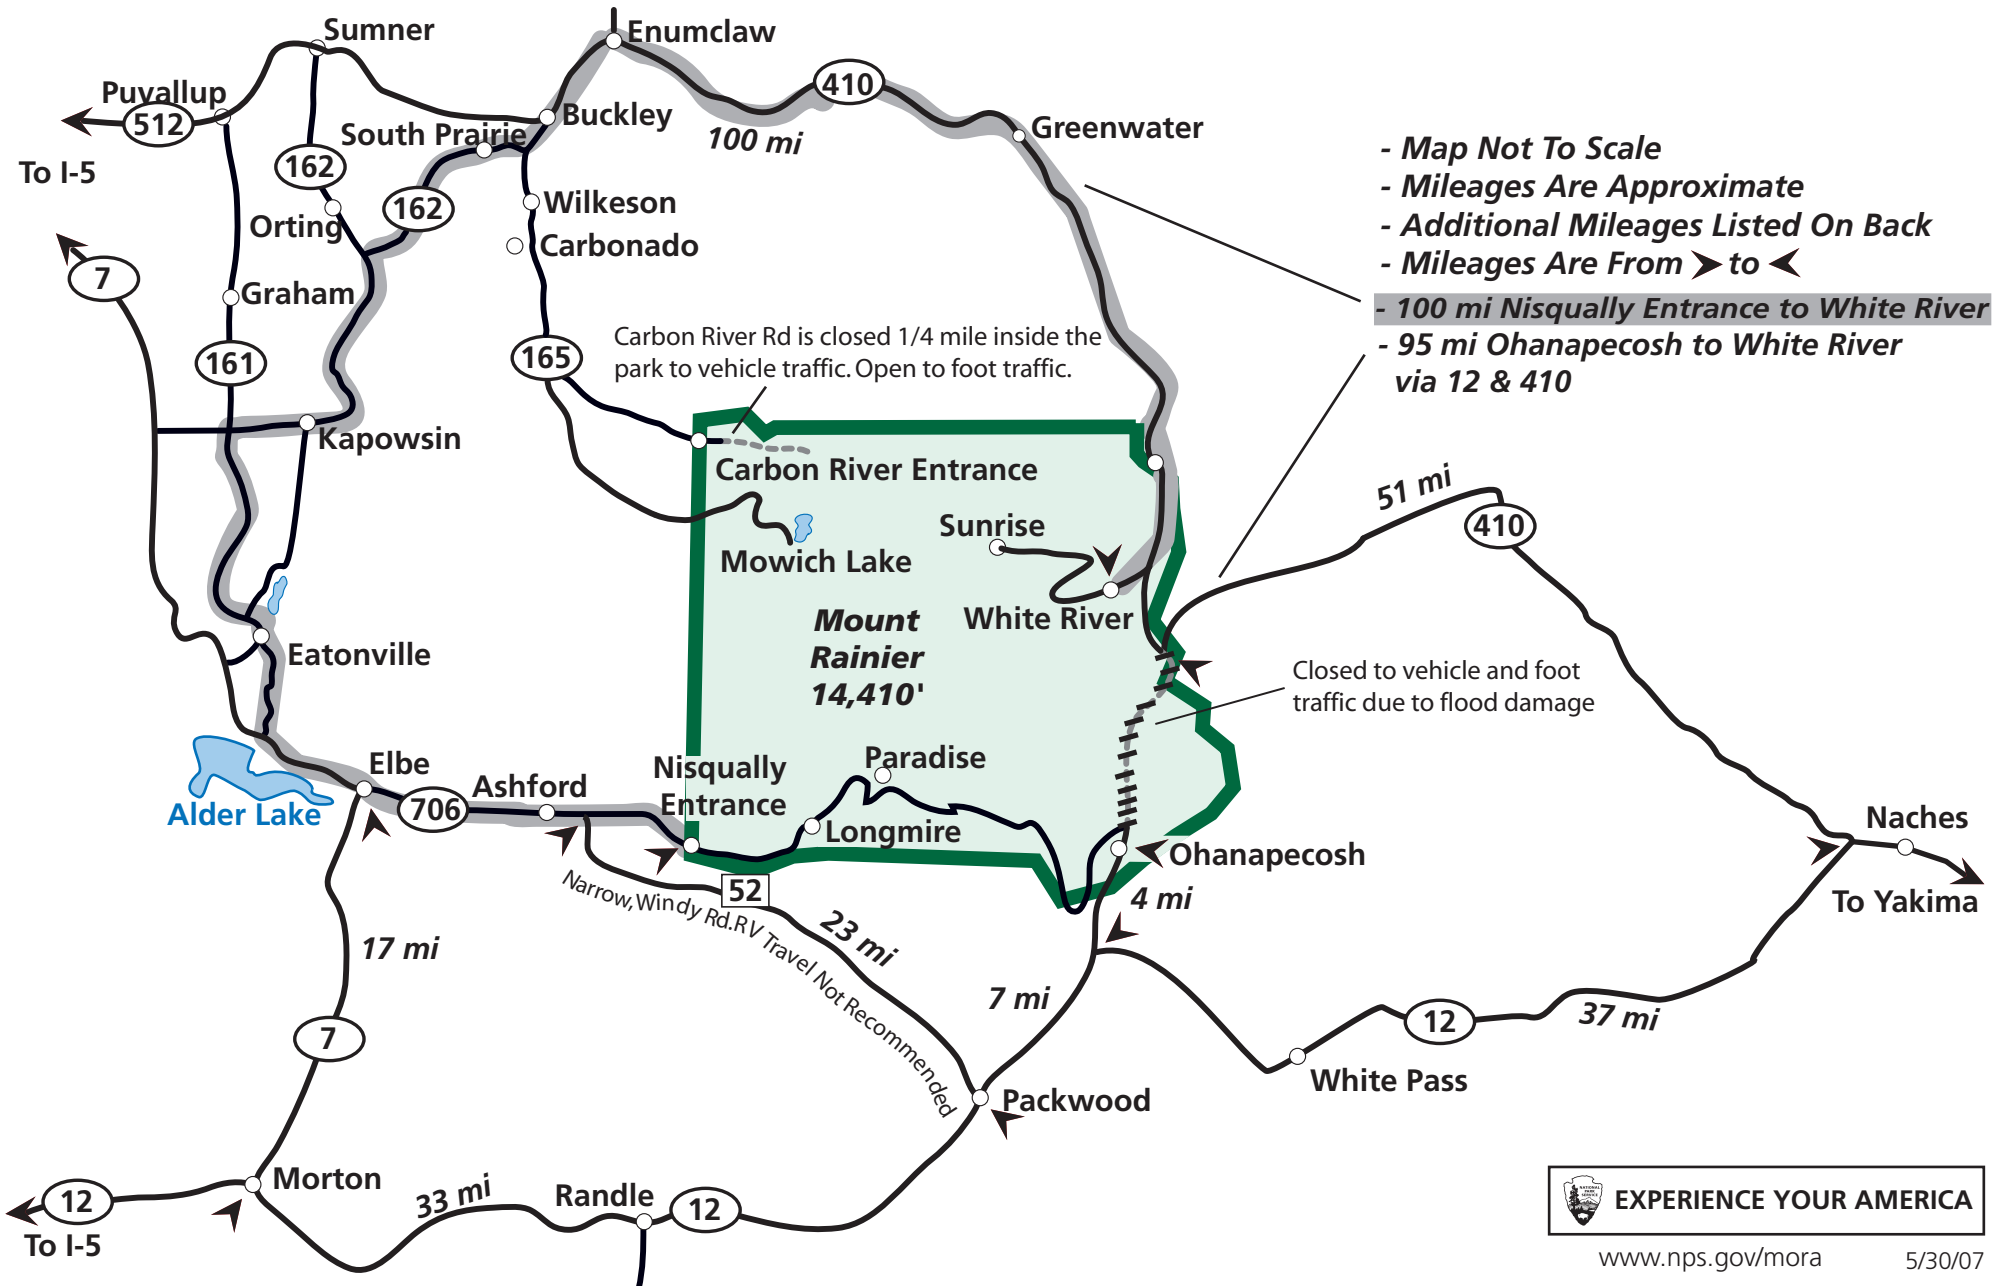 Sumner
Enumclaw
Puyallup
512
410
Buckley
100 mi
Greenwater
South Prairie
To I-5
162
162
Orting
Wilkeson
Carbonado
7
Graham
161
165
Kapowsin
- Map Not To Scale
- Mileages Are Approximate
- Additional Mileages Listed On Back
- Mileages Are From to
- 100 mi Nisqually Entrance to White River
- 95 mi Ohanapecosh to White River
via 12 & 410
Carbon River Rd is closed 1/4 mile inside the
park to vehicle traffic. Open to foot traffic.
Carbon River Entrance
51 mi
410
Sunrise
Mowich Lake
White River
Mount
Rainier
14,410'
Eatonville
Closed to vehicle and foot
traffic due to flood damage
Elbe
Alder Lake
706
Ashford
Nisqually
Entrance
Paradise
Longmire
Ohanapecosh
Naches
To Yakima
52
4 mi
Narrow, Windy Rd. RV Travel Not Recommended
23 mi
17 mi
7 mi
7
12
37 mi
White Pass
Packwood
Morton
12
To I-5
33 mi
Randle
12
NATIONAL
PARK
SERVICE
EXPERIENCE YOUR AMERICA
www.nps.gov/mora
5/30/07